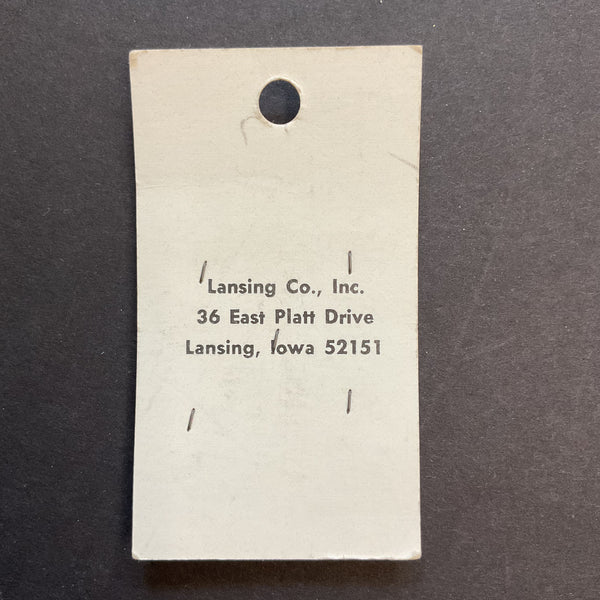 Lansing Co., Inc.
36 East Platt Drive
Lansing, Iowa 52151